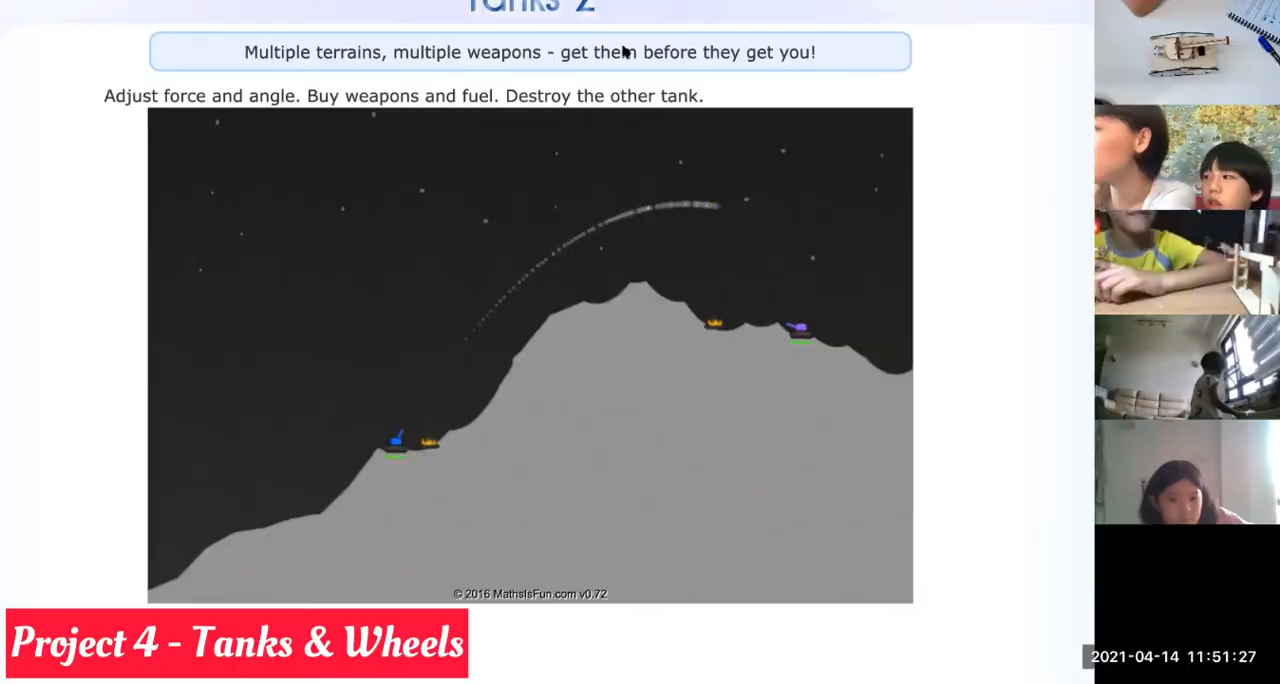 Tanks 2
Multiple terrains, multiple weapons - get them before they get you!
Adjust force and angle. Buy weapons and fuel. Destroy the other tank.
© 2016 MathsIsFun.com v0.72
Project 4 - Tanks & Wheels
2021-04-14 11:51:27